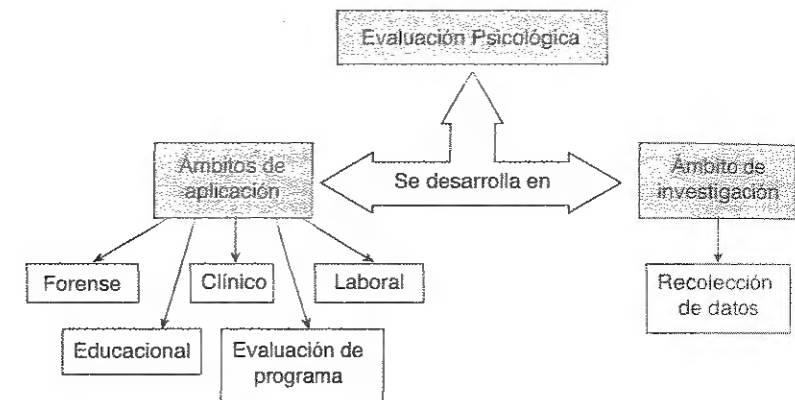 Evaluación Psicológica
Ámbitos de
aplicación
Se desarrolla en
Ámbito de
investigación
Forense
Clínico
Laboral
Recolección
de datos
Educacional
Evaluación de
programa